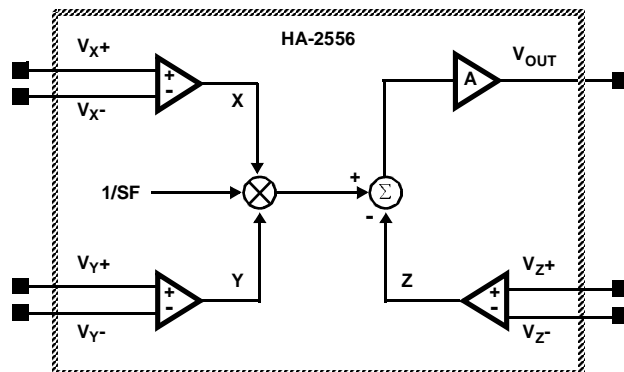 HA-2556
VX+
VX-
+
-
X
A
VOUT
1/SF
+
Σ
-
VY+
VY-
+
-
Y
Z
VZ+
VZ-
+
-